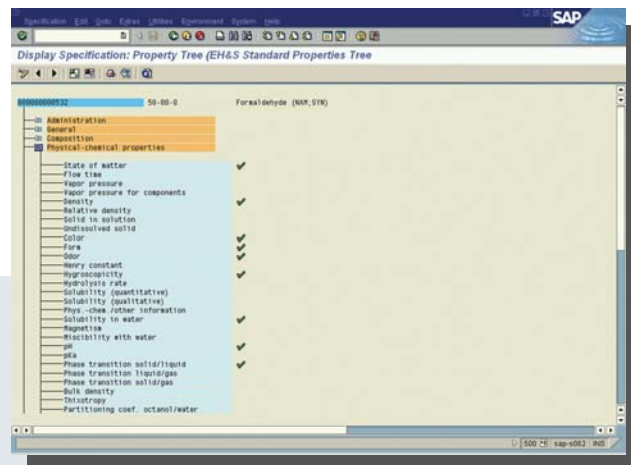 Specification Edit Goto Extras Utilities Environment System Help
SAP
Display Specification: Property Tree (EH&S Standard Properties Tree
000000000532 50-00-0 Formaldehyde (NAM,SYN)
Administration
General
Composition
Physical-chemical properties
State of matter
Flow time
Vapor pressure
Vapor pressure for components
Density
Relative density
Solid in solution
Undissolved solid
Color
Form
Odor
Henry constant
Hygroscopicity
Hydrolysis rate
Solubility (quantitative)
Solubility (qualitative)
Phys.-chem./other information
Solubility in water
Magnetism
Miscibility with water
pH
pKa
Phase transition solid/liquid
Phase transition liquid/gas
Phase transition solid/gas
Bulk density
Thixotropy
Partitioning coef. octanol/water
500 sap-s062 INS